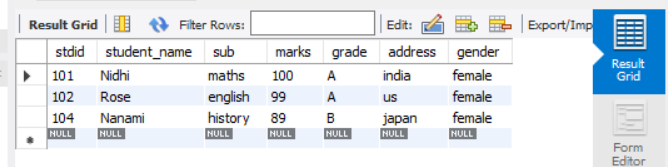 Result Grid Filter Rows: Edit: Export/Imp
stdid student_name sub marks grade address gender
101 Nidhi maths 100 A india female
102 Rose english 99 A us female
104 Nanami history 89 B japan female
NULL NULL NULL NULL NULL NULL NULL
Result
Grid
Form
Editor